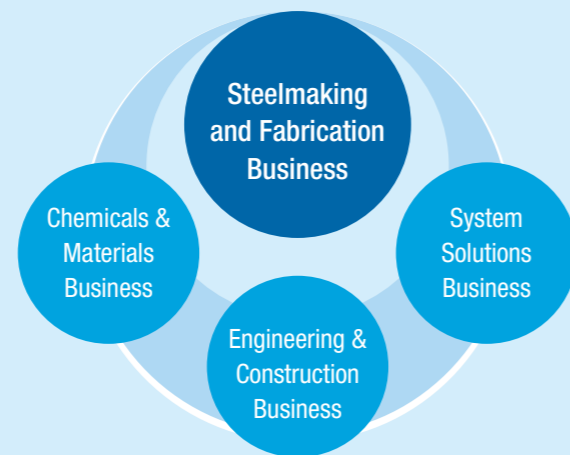 Steelmaking
and Fabrication
Business
Chemicals &
Materials
Business
System
Solutions
Business
Engineering &
Construction
Business